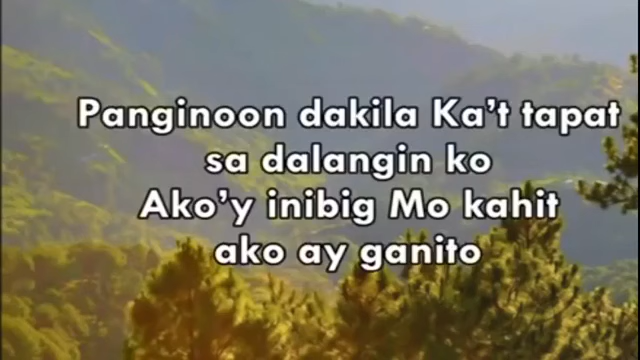 Panginoon dakila Ka't tapat
sa dalangin ko
Ako'y inibig Mo kahit
ako ay ganito